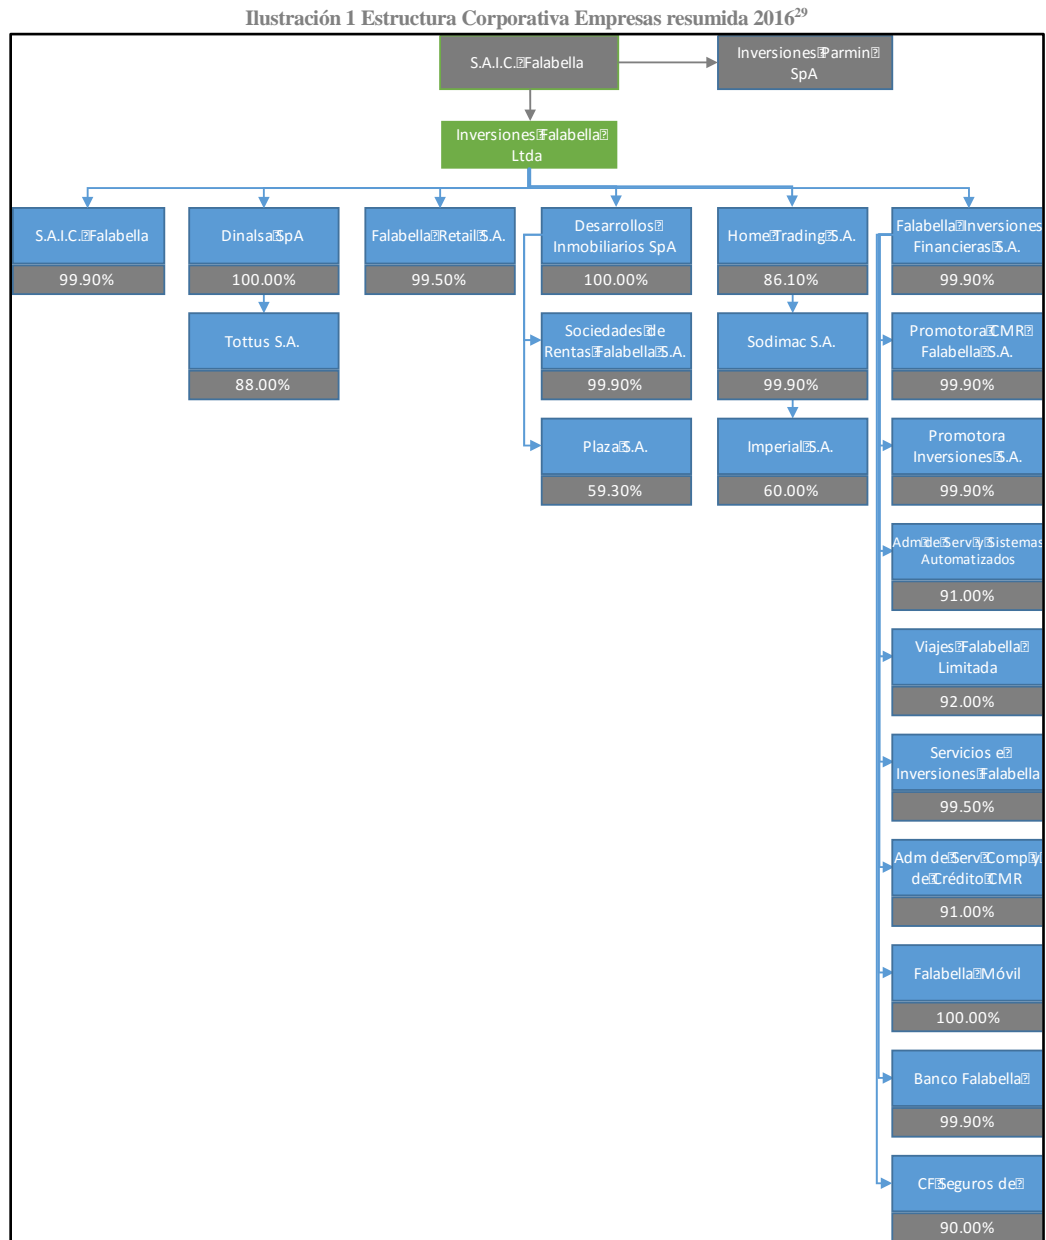 Ilustración 1 Estructura Corporativa Empresas resumida 2016²⁹
S.A.I.C. Falabella
Inversiones Parmin
SpA
Inversiones Falabella
Ltda
S.A.I.C. Falabella
99.90%
Dinalsa SpA
100.00%
Falabella Retail S.A.
99.50%
Desarrollos
Inmobiliarios SpA
100.00%
Home Trading S.A.
86.10%
Falabella Inversiones
Financieras S.A.
99.90%
Tottus S.A.
88.00%
Sociedades de
Rentas Falabella S.A.
99.90%
Sodimac S.A.
99.90%
Promotora CMR
Falabella S.A.
99.90%
Plaza S.A.
59.30%
Imperial S.A.
60.00%
Promotora
Inversiones S.A.
99.90%
Adm de Serv y Sistemas
Automatizados
91.00%
Viajes Falabella
Limitada
92.00%
Servicios e
Inversiones Falabella
99.50%
Adm de Serv Comp y
de Crédito CMR
91.00%
Falabella Móvil
100.00%
Banco Falabella
99.90%
CF Seguros de
90.00%